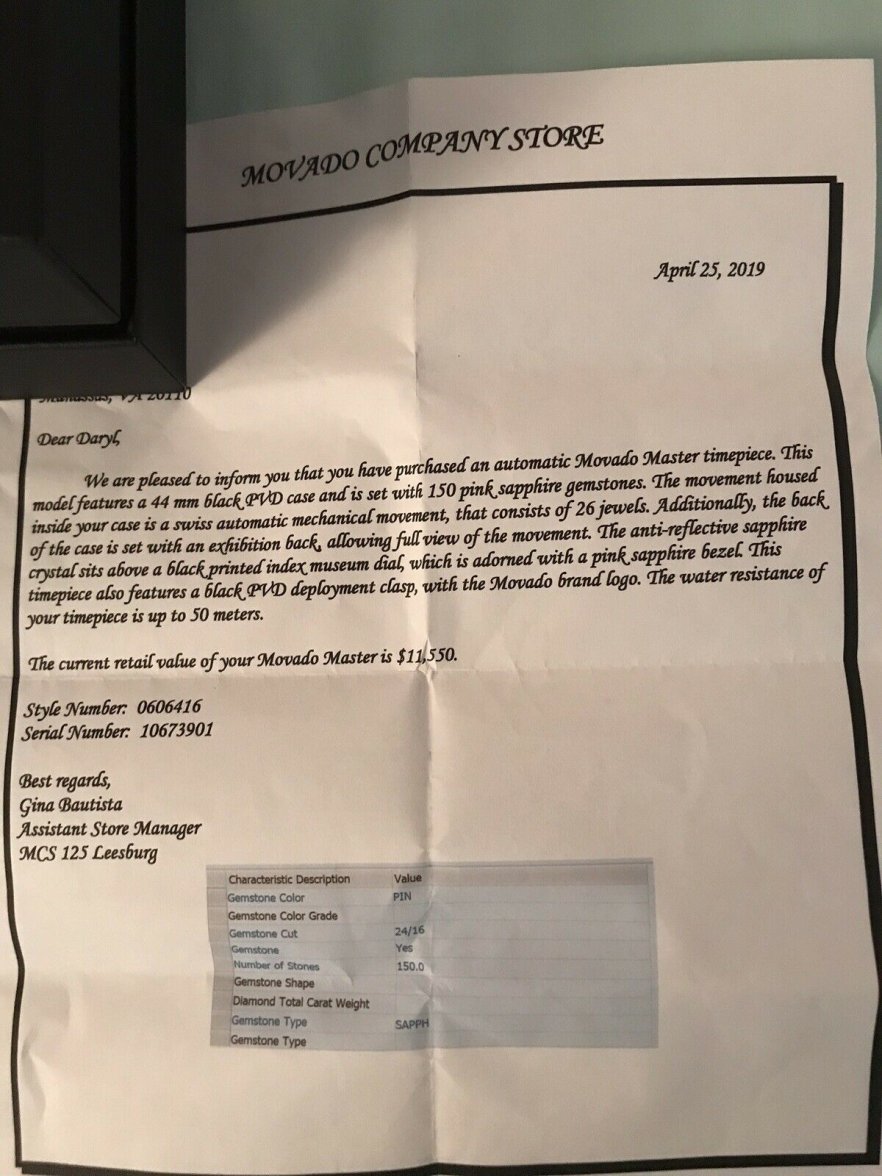 MOVADO COMPANY STORE
April 25, 2019
Manassas, VA 20110
Dear Daryl,
We are pleased to inform you that you have purchased an automatic Movado Master timepiece. This
model features a 44 mm black PVD case and is set with 150 pink sapphire gemstones. The movement housed
inside your case is a swiss automatic mechanical movement, that consists of 26 jewels. Additionally, the back
of the case is set with an exhibition back, allowing full view of the movement. The anti-reflective sapphire
crystal sits above a black printed index museum dial, which is adorned with a pink sapphire bezel. This
timepiece also features a black PVD deployment clasp, with the Movado brand logo. The water resistance of
your timepiece is up to 50 meters.
The current retail value of your Movado Master is $11,550.
Style Number: 0606416
Serial Number: 10673901
Best regards,
Gina Bautista
Assistant Store Manager
MCS 125 Leesburg
Characteristic Description Value
Gemstone Color PIN
Gemstone Color Grade
Gemstone Cut 24/16
Gemstone Yes
Number of Stones 150.0
Gemstone Shape
Diamond Total Carat Weight
Gemstone Type SAPPH
Gemstone Type